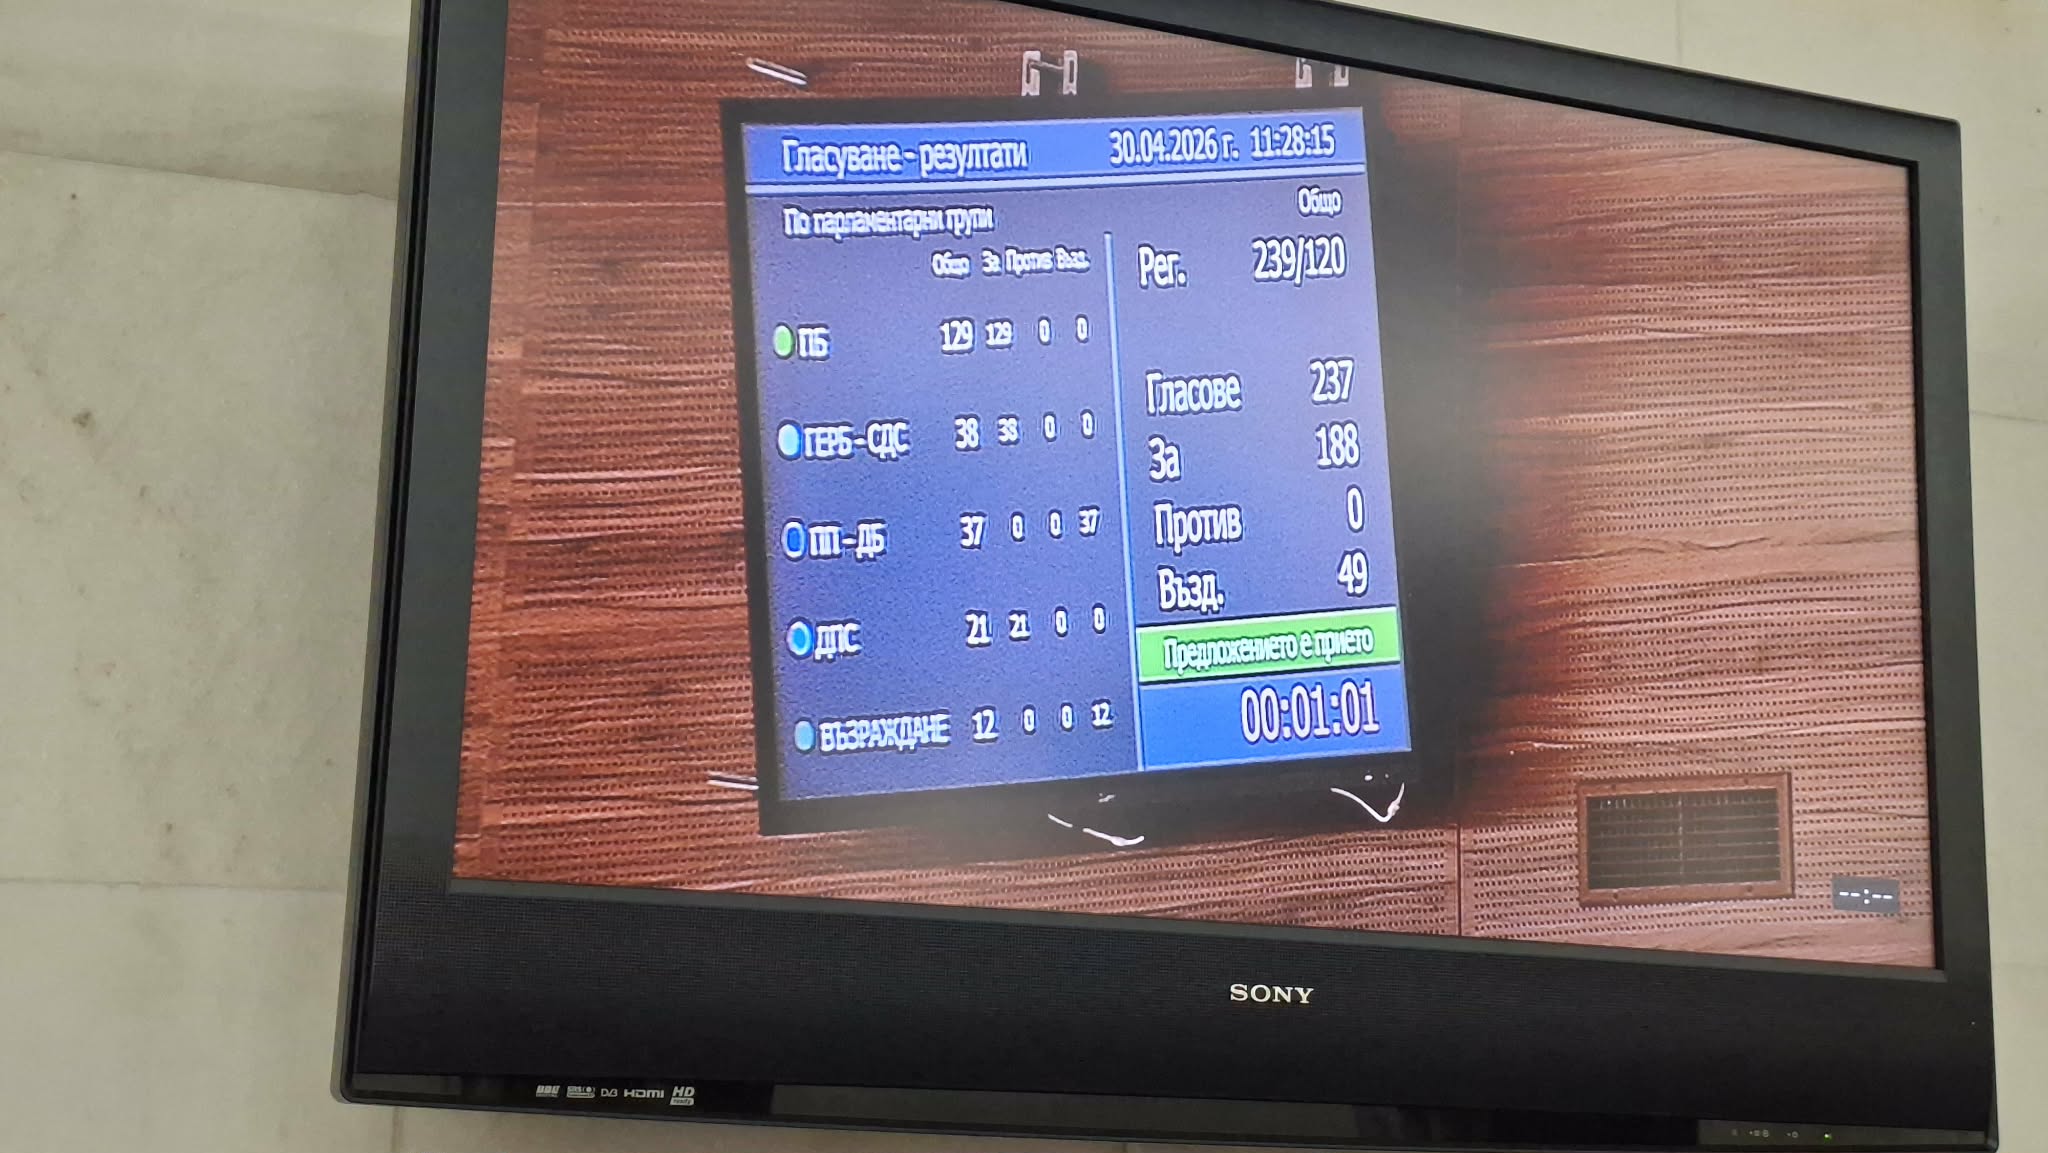 Гласуване - резултати 30.04.2026 г. 11:28:15
По парламентарни групи
Общо За Против Възд.
ПБ 129 129 0 0
ГЕРБ-СДС 38 38 0 0
ПП-ДБ 37 0 0 37
ДПС 21 21 0 0
ВЪЗРАЖДАНЕ 12 0 0 12
Общо
Рег. 239/120
Гласове 237
За 188
Против 0
Възд. 49
Предложението е прието
00:01:01
--:--
SONY
DVB HDMI HD ready